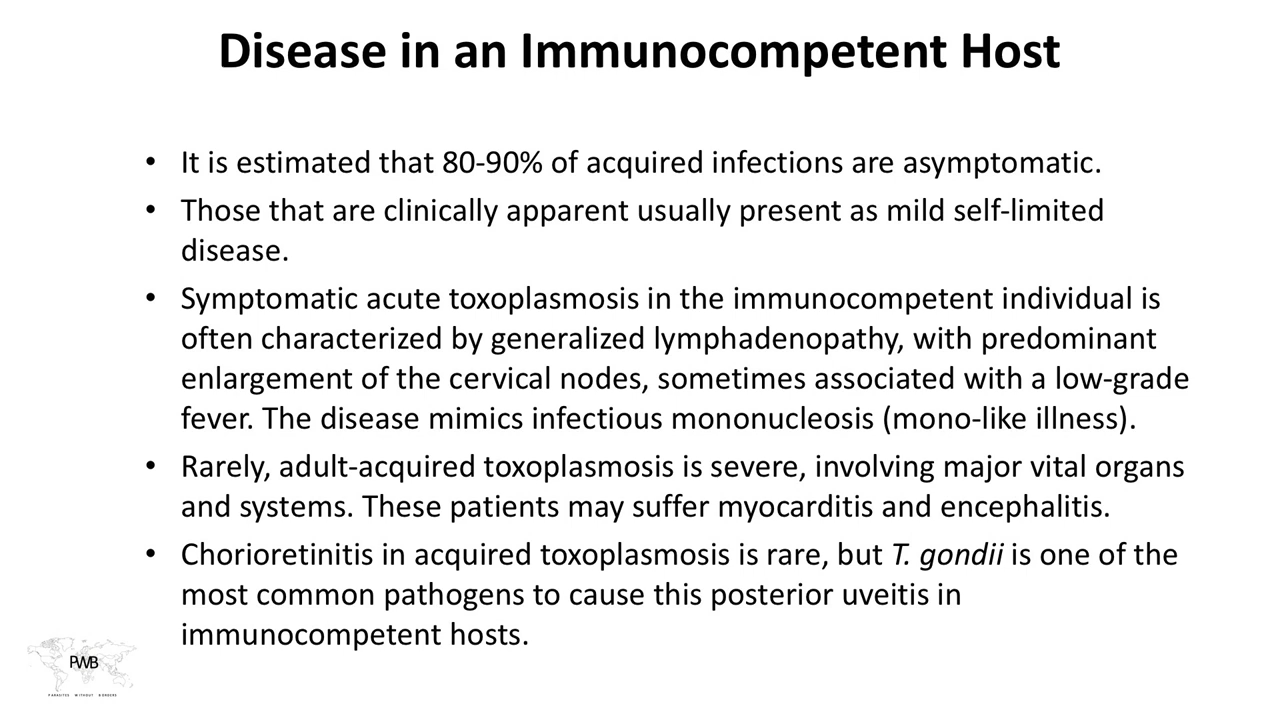 Disease in an Immunocompetent Host
• It is estimated that 80-90% of acquired infections are asymptomatic.
• Those that are clinically apparent usually present as mild self-limited
disease.
• Symptomatic acute toxoplasmosis in the immunocompetent individual is
often characterized by generalized lymphadenopathy, with predominant
enlargement of the cervical nodes, sometimes associated with a low-grade
fever. The disease mimics infectious mononucleosis (mono-like illness).
• Rarely, adult-acquired toxoplasmosis is severe, involving major vital organs
and systems. These patients may suffer myocarditis and encephalitis.
• Chorioretinitis in acquired toxoplasmosis is rare, but T. gondii is one of the
most common pathogens to cause this posterior uveitis in
immunocompetent hosts.
PWB
PARASITES WITHOUT BORDERS